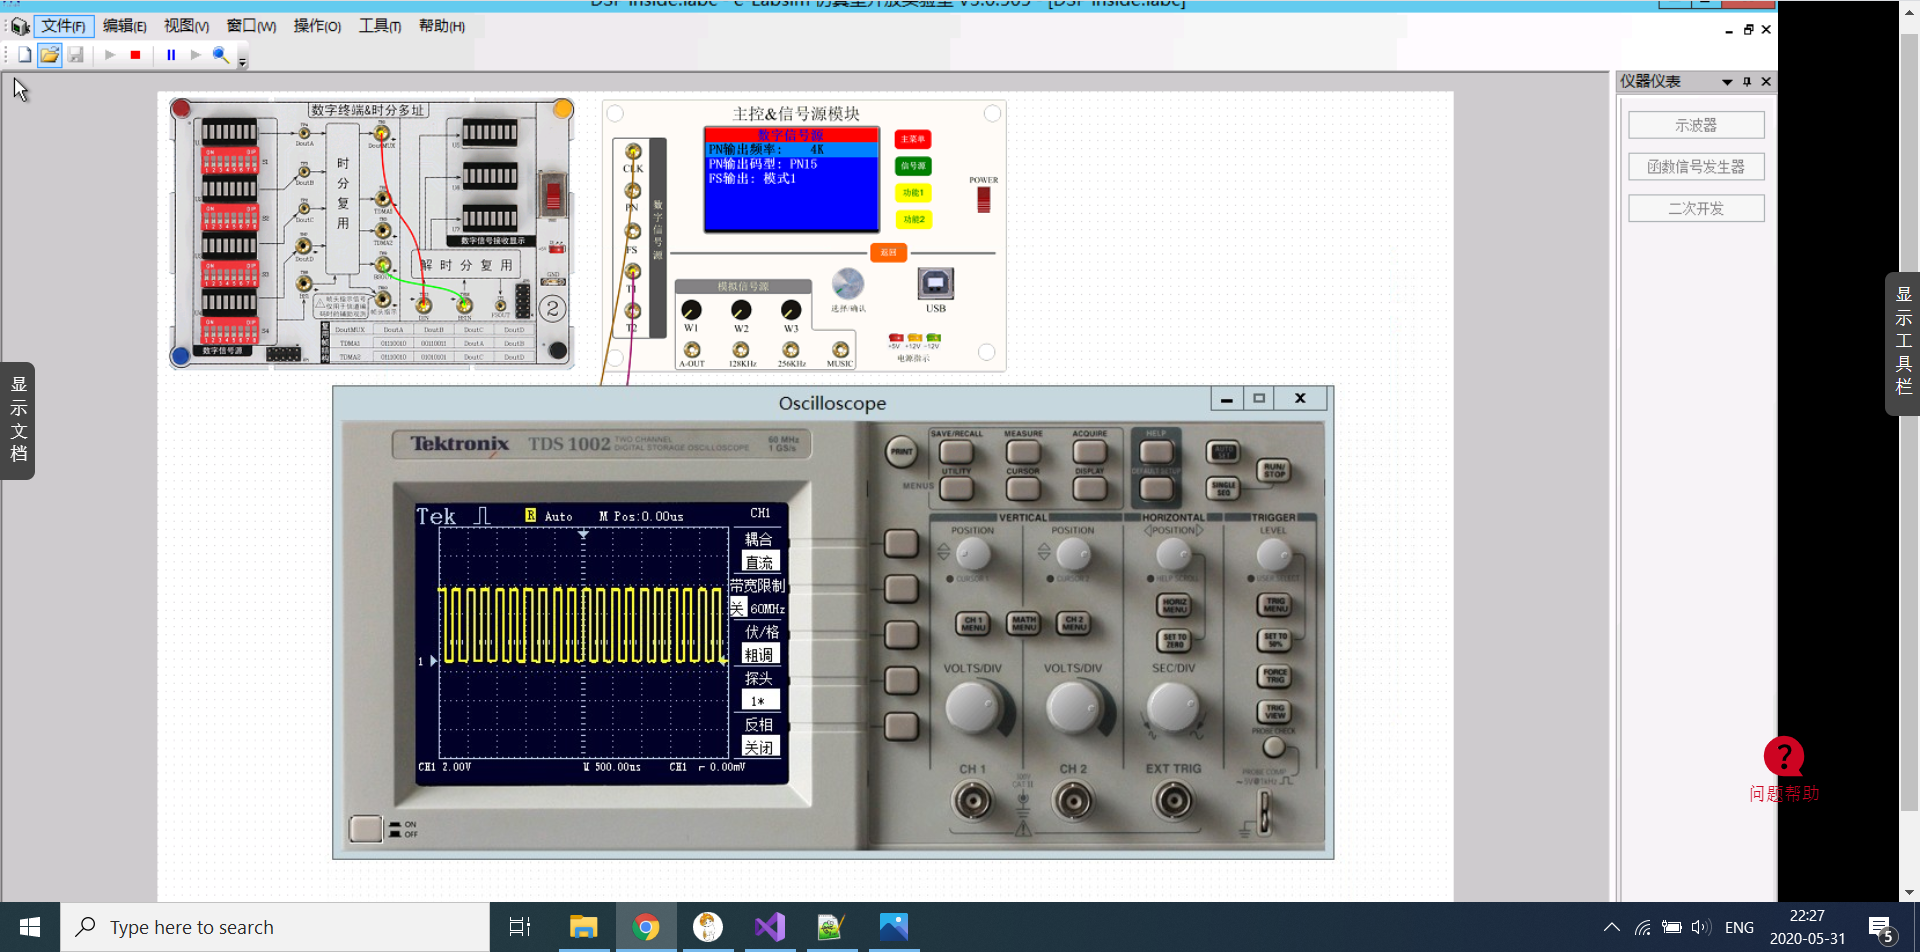 文件(F) 编辑(E) 视图(V) 窗口(W) 操作(O) 工具(T) 帮助(H)
仪器仪表
示波器
函数信号发生器
二次开发
显示工具栏
显示文档
问题帮助
数字终端&时分多址
DoutA
DoutB
DoutC
DoutD
DoutMUX
TDMA1
TDMA2
时分复用
数字信号接收显示
解时分复用
GND
2
数字信号源
DoutMUX DoutA DoutB DoutC DoutD
TDMA1 01110010 00110011 DoutA DoutB
TDMA2 01110010 01010101 DoutC DoutD
主控&信号源模块
CLK
PN
FS
T1
T2
数字信号源
数字信号源
PN输出频率: 4K
PN输出码型: PN15
FS输出: 模式1
主菜单
信号源
功能1
功能2
返回
POWER
模拟信号源
W1 W2 W3
A-OUT 128KHz 256KHz MUSIC
选择/确认
USB
+5V +12V -12V
电源指示
Oscilloscope
Tektronix TDS 1002 TWO CHANNEL DIGITAL STORAGE OSCILLOSCOPE 60 MHz 1 GS/s
Tek R Auto M Pos:0.00us CH1
耦合
直流
带宽限制
关 60MHz
伏/格
粗调
探头
1*
反相
关闭
1
CH1 2.00V M 500.00us CH1 0.00mV
ON
OFF
PRINT
SAVE/RECALL MEASURE ACQUIRE HELP
AUTO SET
RUN/STOP
UTILITY CURSOR DISPLAY DEFAULT SETUP
MENUS
SINGLE SEQ
VERTICAL HORIZONTAL TRIGGER
POSITION POSITION POSITION LEVEL
CURSOR 1 CURSOR 2 HELP SCROLL USER SELECT
HORIZ MENU
TRIG MENU
CH 1 MENU MATH MENU CH 2 MENU
SET TO ZERO
SET TO 50%
VOLTS/DIV VOLTS/DIV SEC/DIV
FORCE TRIG
TRIG VIEW
PROBE CHECK
CH 1 CH 2 EXT TRIG
PROBE COMP
~5V@1kHz
300V CAT II
Type here to search
ENG
22:27
2020-05-31
5